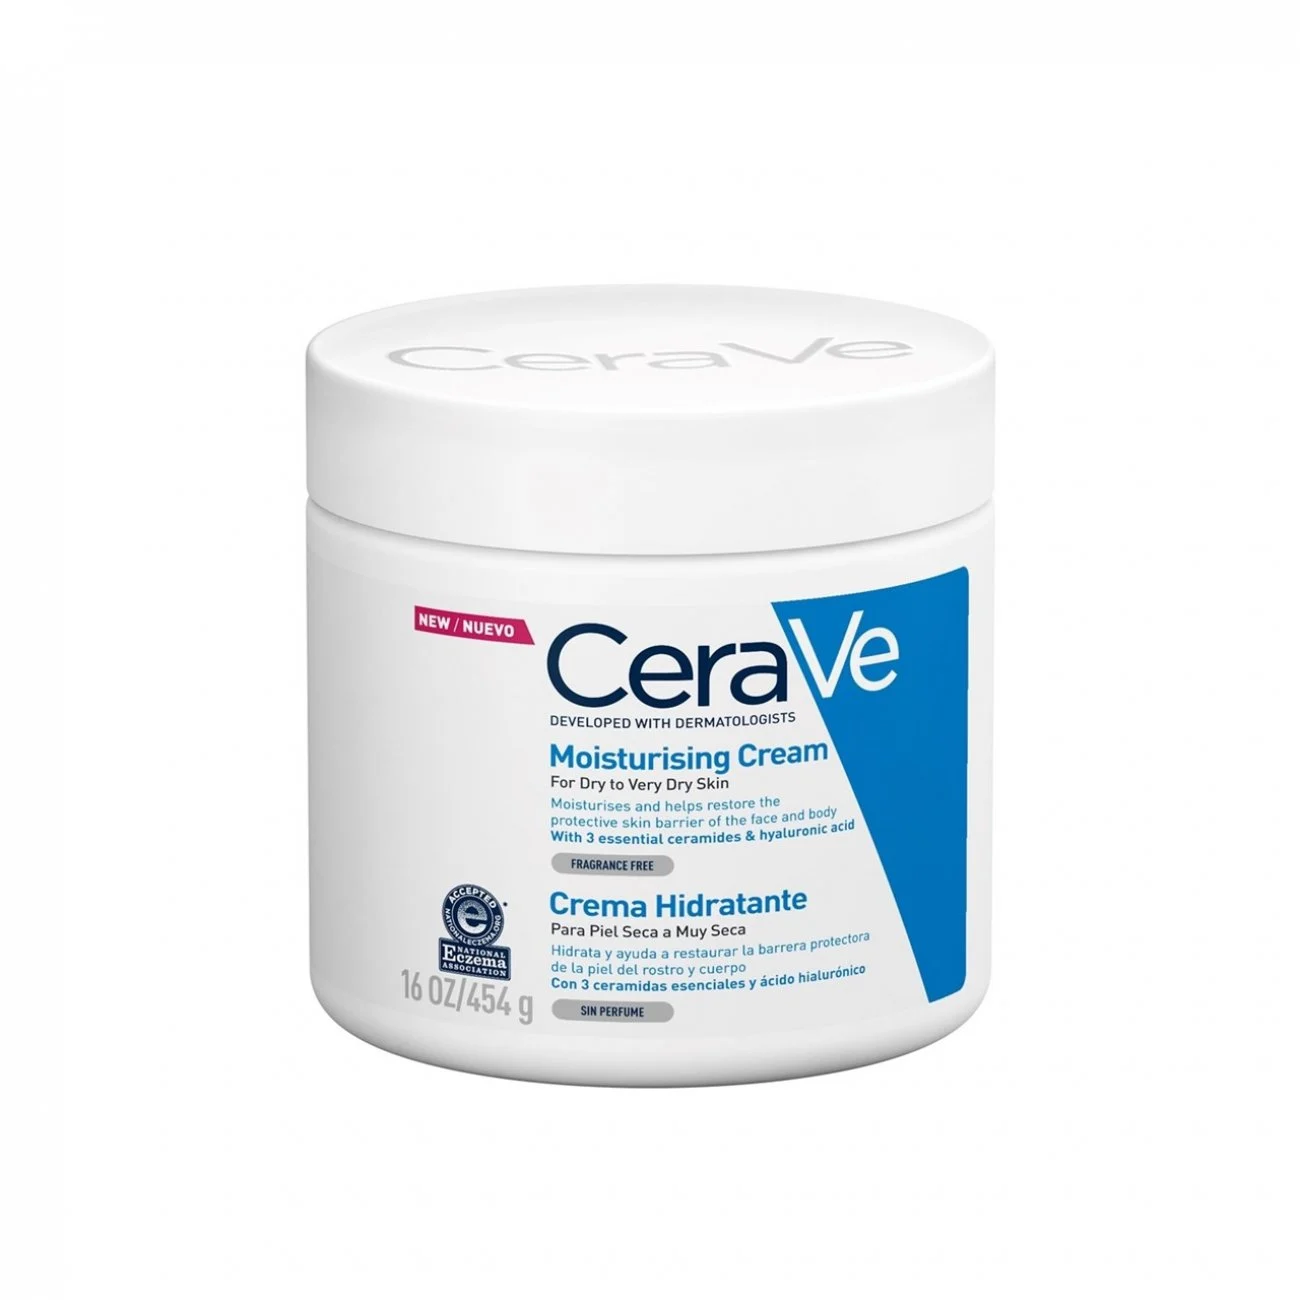 CeraVe
NEW / NUEVO
CeraVe
DEVELOPED WITH DERMATOLOGISTS
Moisturising Cream
For Dry to Very Dry Skin
Moisturises and helps restore the
protective skin barrier of the face and body
With 3 essential ceramides & hyaluronic acid
FRAGRANCE FREE
Crema Hidratante
Para Piel Seca a Muy Seca
Hidrata y ayuda a restaurar la barrera protectora
de la piel del rostro y cuerpo
Con 3 ceramidas esenciales y ácido hialurónico
SIN PERFUME
ACCEPTED
e
NATIONALECZEMA.ORG
NATIONAL
Eczema
ASSOCIATION
16 OZ/454 g